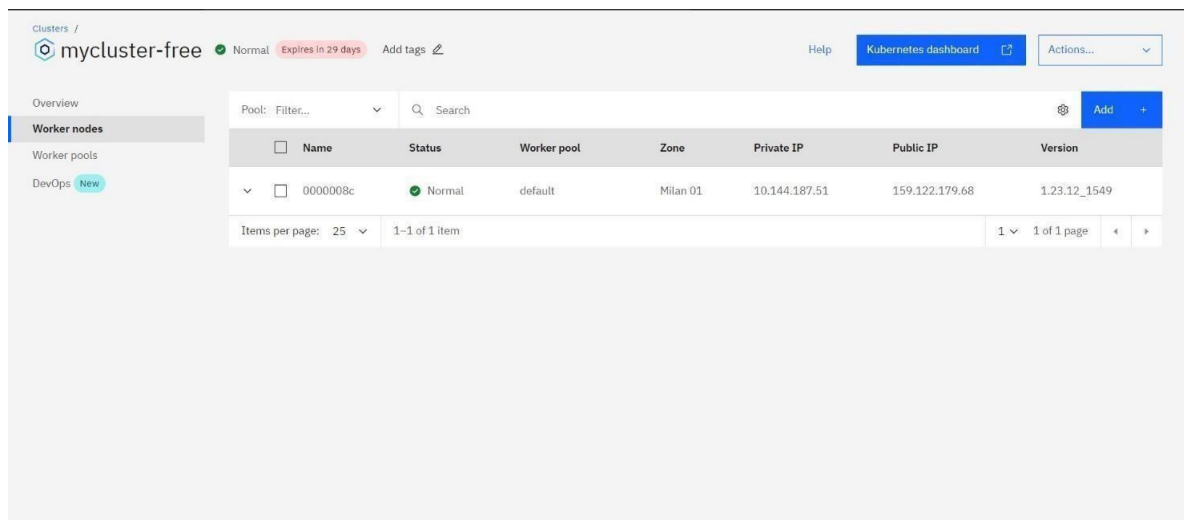 Clusters /
mycluster-free Normal Expires in 29 days Add tags Help Kubernetes dashboard Actions...
Overview
Worker nodes
Worker pools
DevOps New
Pool: Filter... Search Add +
Name Status Worker pool Zone Private IP Public IP Version
0000008c Normal default Milan 01 10.144.187.51 159.122.179.68 1.23.12_1549
Items per page: 25 1–1 of 1 item 1 1 of 1 page